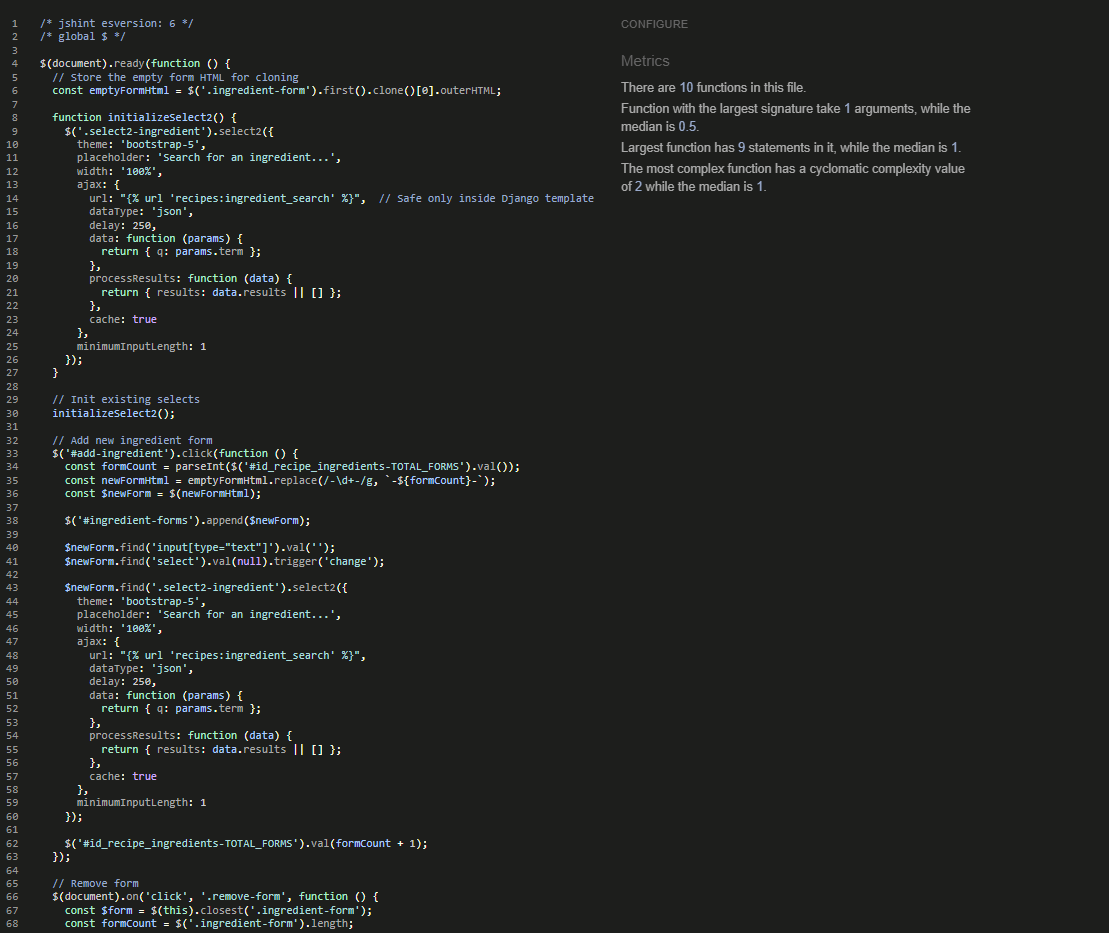 1 /* jshint esversion: 6 */
2 /* global $ */
3
4 $(document).ready(function () {
5   // Store the empty form HTML for cloning
6   const emptyFormHtml = $('.ingredient-form').first().clone()[0].outerHTML;
7
8   function initializeSelect2() {
9     $('.select2-ingredient').select2({
10       theme: 'bootstrap-5',
11       placeholder: 'Search for an ingredient...',
12       width: '100%',
13       ajax: {
14         url: "{% url 'recipes:ingredient_search' %}",  // Safe only inside Django template
15         dataType: 'json',
16         delay: 250,
17         data: function (params) {
18           return { q: params.term };
19         },
20         processResults: function (data) {
21           return { results: data.results || [] };
22         },
23         cache: true
24       },
25       minimumInputLength: 1
26     });
27   }
28
29   // Init existing selects
30   initializeSelect2();
31
32   // Add new ingredient form
33   $('#add-ingredient').click(function () {
34     const formCount = parseInt($('#id_recipe_ingredients-TOTAL_FORMS').val());
35     const newFormHtml = emptyFormHtml.replace(/-\d+-/g, `-${formCount}-`);
36     const $newForm = $(newFormHtml);
37
38     $('#ingredient-forms').append($newForm);
39
40     $newForm.find('input[type="text"]').val('');
41     $newForm.find('select').val(null).trigger('change');
42
43     $newForm.find('.select2-ingredient').select2({
44       theme: 'bootstrap-5',
45       placeholder: 'Search for an ingredient...',
46       width: '100%',
47       ajax: {
48         url: "{% url 'recipes:ingredient_search' %}",
49         dataType: 'json',
50         delay: 250,
51         data: function (params) {
52           return { q: params.term };
53         },
54         processResults: function (data) {
55           return { results: data.results || [] };
56         },
57         cache: true
58       },
59       minimumInputLength: 1
60     });
61
62     $('#id_recipe_ingredients-TOTAL_FORMS').val(formCount + 1);
63   });
64
65   // Remove form
66   $(document).on('click', '.remove-form', function () {
67     const $form = $(this).closest('.ingredient-form');
68     const formCount = $('.ingredient-form').length;
CONFIGURE
Metrics
There are 10 functions in this file.
Function with the largest signature take 1 arguments, while the
median is 0.5.
Largest function has 9 statements in it, while the median is 1.
The most complex function has a cyclomatic complexity value
of 2 while the median is 1.